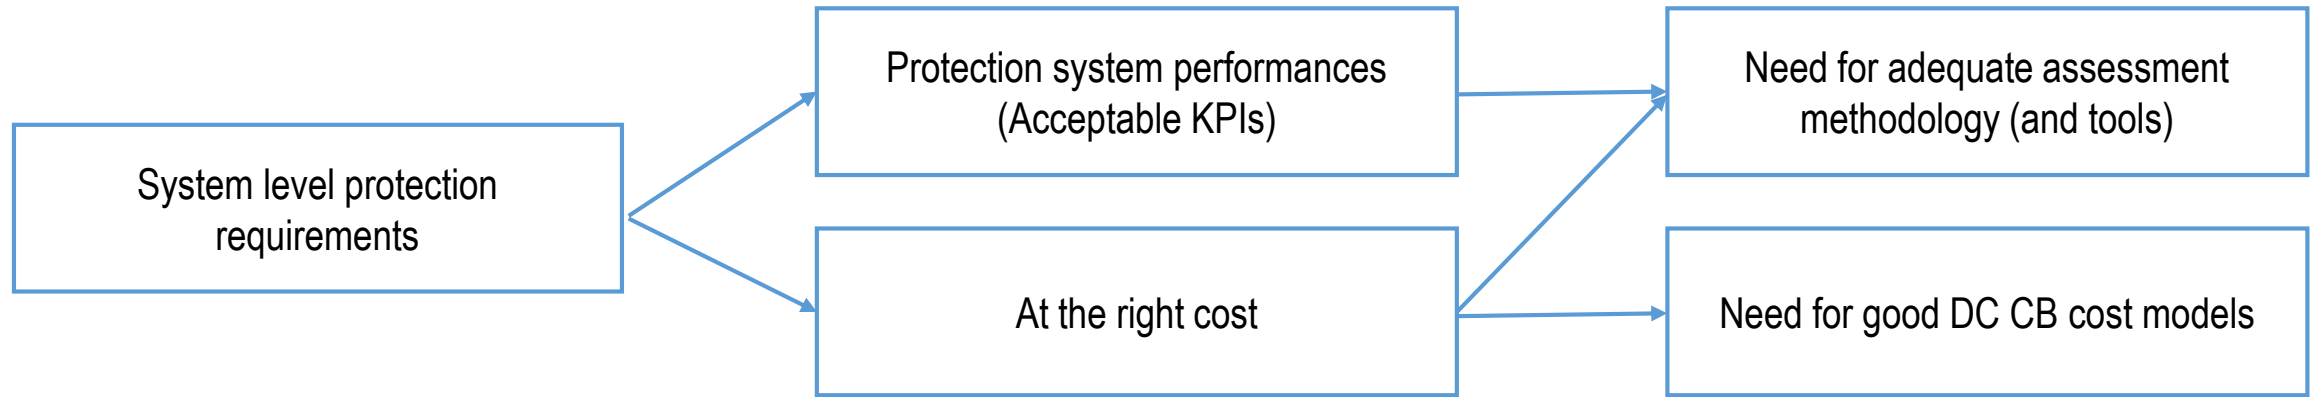 System level protection
requirements
Protection system performances
(Acceptable KPIs)
At the right cost
Need for adequate assessment
methodology (and tools)
Need for good DC CB cost models